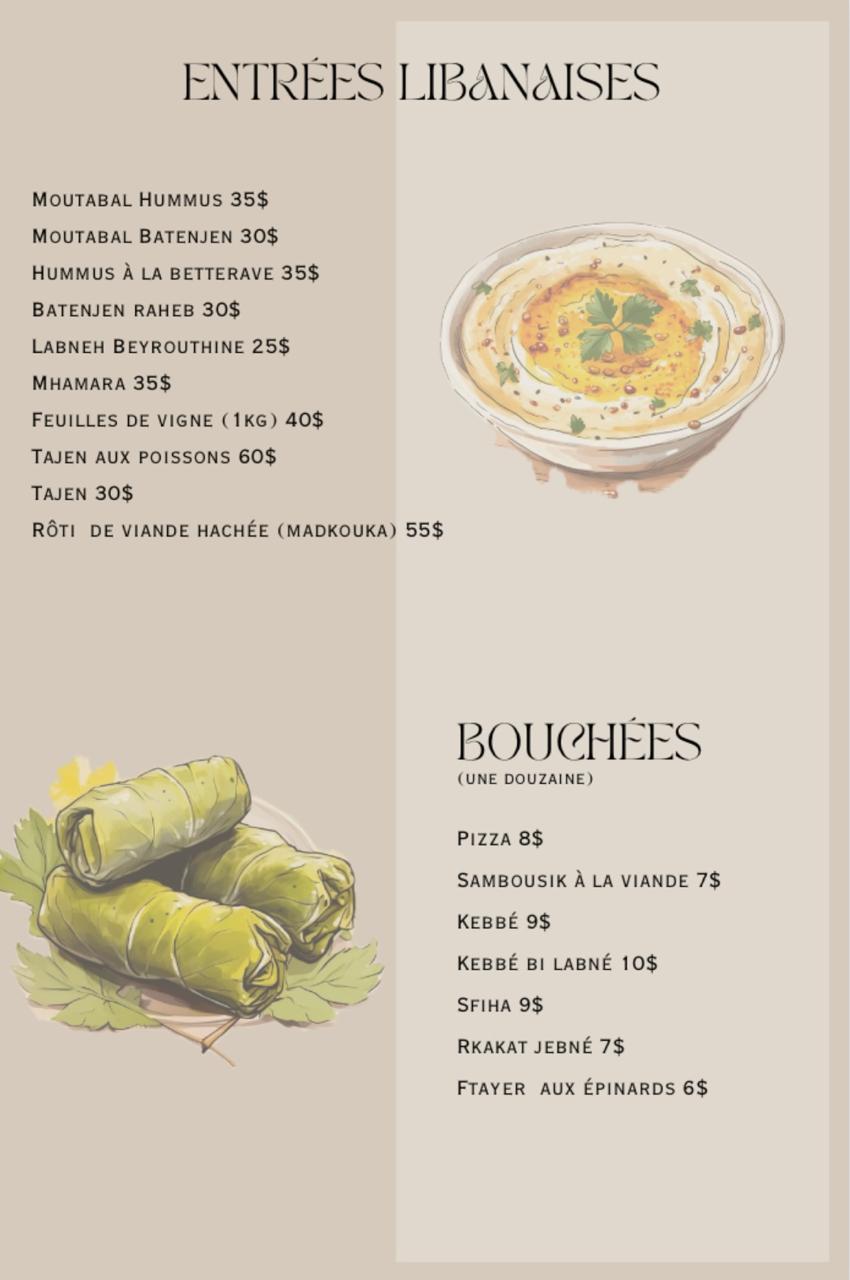 ENTRÉES LIBANAISES
MOUTABAL HUMMUS 35$
MOUTABAL BATENJEN 30$
HUMMUS À LA BETTERAVE 35$
BATENJEN RAHEB 30$
LABNEH BEYROUTHINE 25$
MHAMARA 35$
FEUILLES DE VIGNE (1KG) 40$
TAJEN AUX POISSONS 60$
TAJEN 30$
RÔTI DE VIANDE HACHÉE (MADKOUKA) 55$
BOUCHÉES
(UNE DOUZAINE)
PIZZA 8$
SAMBOUSIK À LA VIANDE 7$
KEBBÉ 9$
KEBBÉ BI LABNÉ 10$
SFIHA 9$
RKAKAT JEBNÉ 7$
FTAYER AUX ÉPINARDS 6$